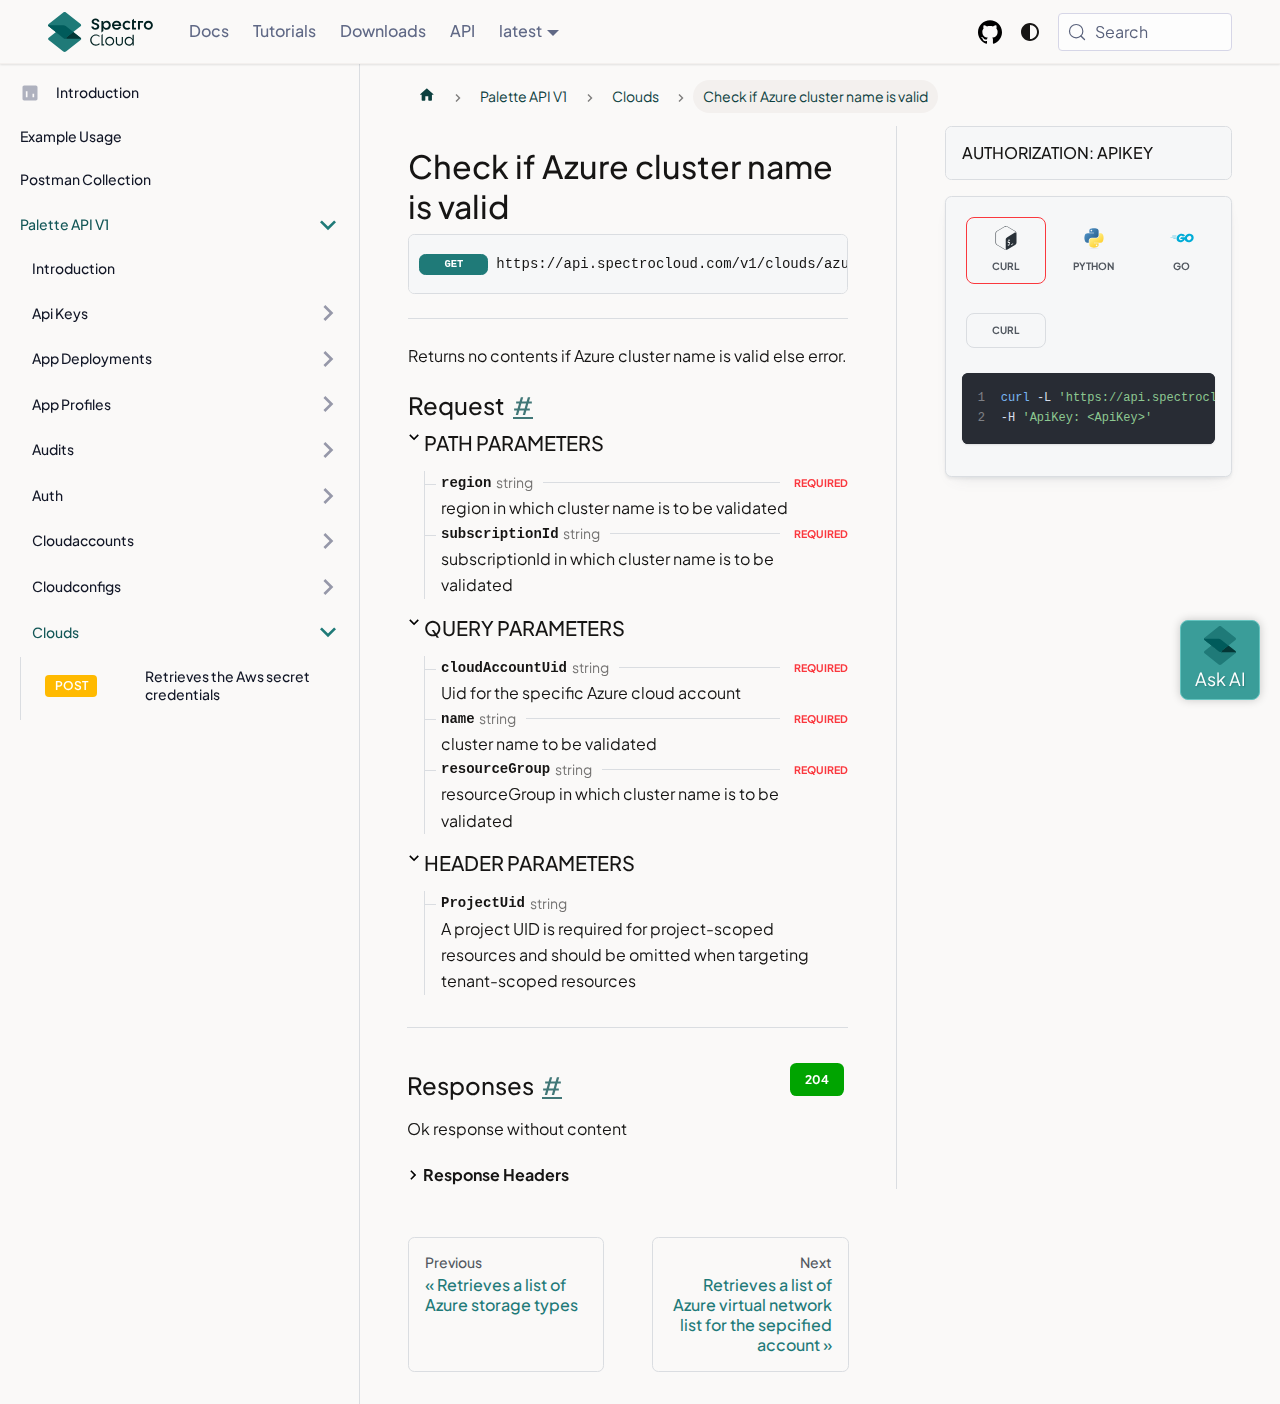 Spectro
Cloud
Docs
Tutorials
Downloads
API
latest
Search
Introduction
Example Usage
Postman Collection
Palette API V1
Introduction
Api Keys
App Deployments
App Profiles
Audits
Auth
Cloudaccounts
Cloudconfigs
Clouds
POST
Retrieves the Aws secret
credentials
Palette API V1
Clouds
Check if Azure cluster name is valid
Check if Azure cluster name
is valid
GET
https://api.spectrocloud.com/v1/clouds/azu
Returns no contents if Azure cluster name is valid else error.
Request #
PATH PARAMETERS
region string REQUIRED
region in which cluster name is to be validated
subscriptionId string REQUIRED
subscriptionId in which cluster name is to be
validated
QUERY PARAMETERS
cloudAccountUid string REQUIRED
Uid for the specific Azure cloud account
name string REQUIRED
cluster name to be validated
resourceGroup string REQUIRED
resourceGroup in which cluster name is to be
validated
HEADER PARAMETERS
ProjectUid string
A project UID is required for project-scoped
resources and should be omitted when targeting
tenant-scoped resources
Responses #
204
Ok response without content
Response Headers
Previous
« Retrieves a list of
Azure storage types
Next
Retrieves a list of
Azure virtual network
list for the sepcified
account »
AUTHORIZATION: APIKEY
CURL
PYTHON
GO
CURL
1 curl -L 'https://api.spectrocl
2 -H 'ApiKey: <ApiKey>'
Ask AI